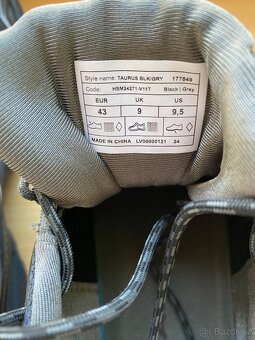 Style name: TAURUS BLK/GRY 177849
Code: HSM24271-V11T Black | Grey
EUR UK US
43 9 9,5
MADE IN CHINA LV00000121 24